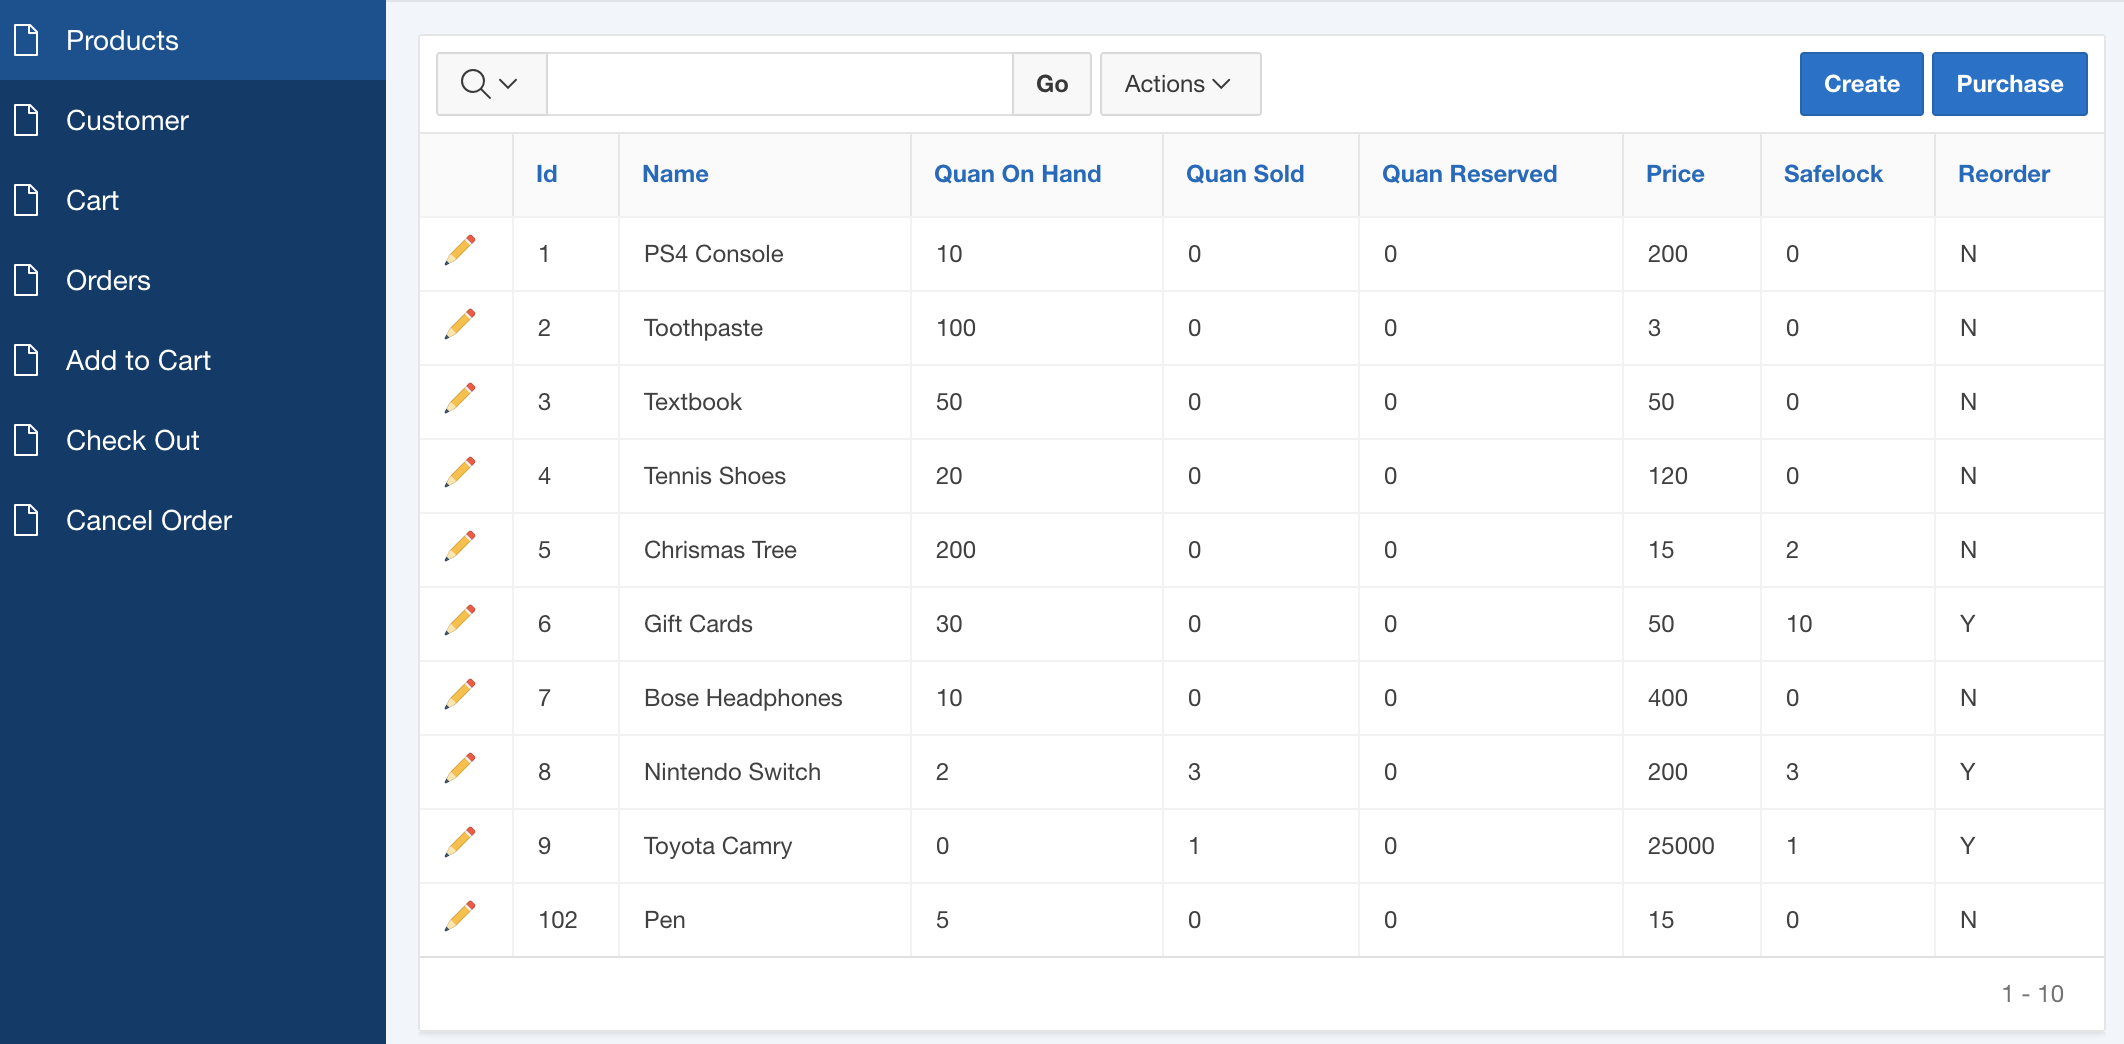 Products
Customer
Cart
Orders
Add to Cart
Check Out
Cancel Order
Go Actions Create Purchase
Id Name Quan On Hand Quan Sold Quan Reserved Price Safelock Reorder
1 PS4 Console 10 0 0 200 0 N
2 Toothpaste 100 0 0 3 0 N
3 Textbook 50 0 0 50 0 N
4 Tennis Shoes 20 0 0 120 0 N
5 Chrismas Tree 200 0 0 15 2 N
6 Gift Cards 30 0 0 50 10 Y
7 Bose Headphones 10 0 0 400 0 N
8 Nintendo Switch 2 3 0 200 3 Y
9 Toyota Camry 0 1 0 25000 1 Y
102 Pen 5 0 0 15 0 N
1 - 10